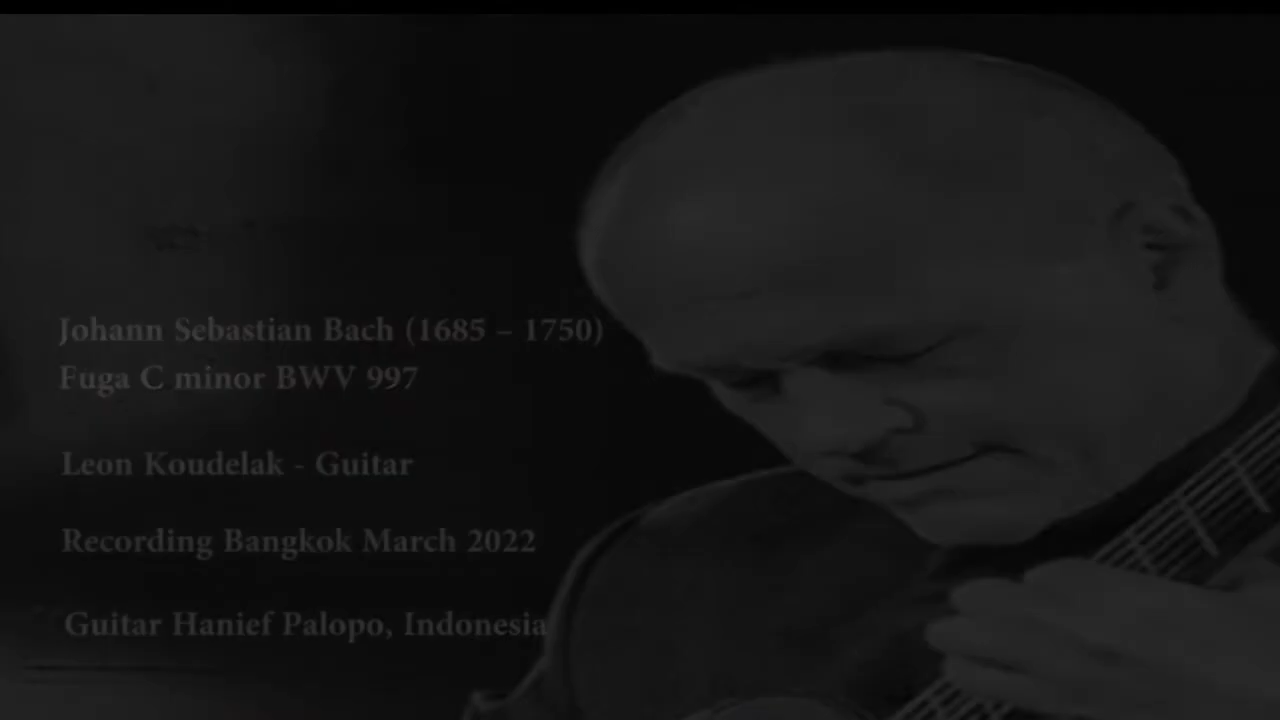 Johann Sebastian Bach (1685 – 1750)
Fuga C minor BWV 997
Leon Koudelak - Guitar
Recording Bangkok March 2022
Guitar Hanief Palopo, Indonesia